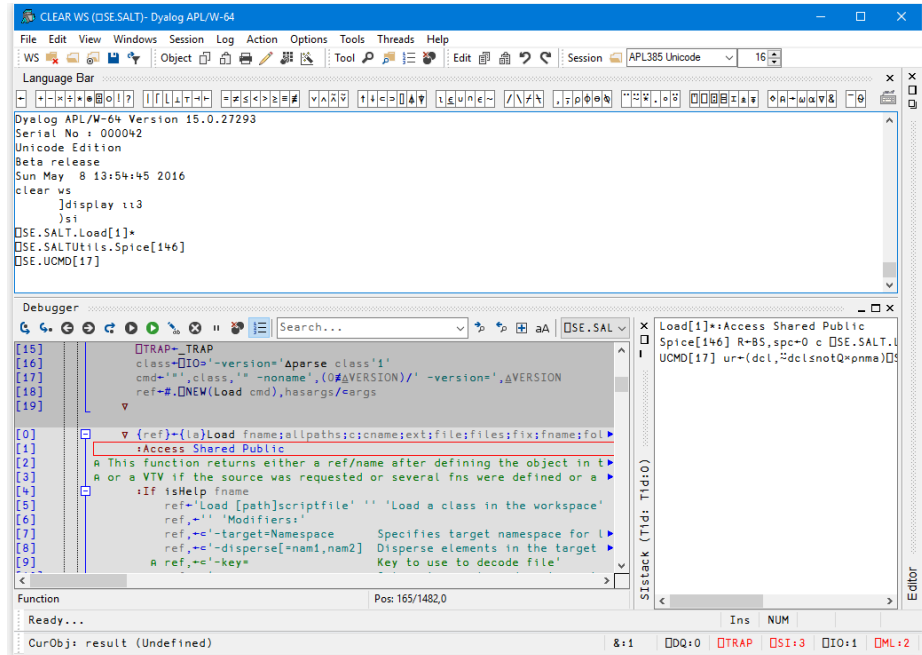 CLEAR WS (⎕SE.SALT)- Dyalog APL/W-64
File Edit View Windows Session Log Action Options Tools Threads Help
WS Object Tool Edit Session APL385 Unicode 16
Language Bar
Dyalog APL/W-64 Version 15.0.27293
Serial No : 000042
Unicode Edition
Beta release
Sun May 8 13:54:45 2016
clear ws
]display ⍳⍳3
)si
⎕SE.SALT.Load[1]*
⎕SE.SALTUtils.Spice[146]
⎕SE.UCMD[17]
Debugger
Search...
aA ⎕SE.SAL
[15] ⎕TRAP←_TRAP
[16] class←⎕IO⊃'-version='∆parse class'1'
[17] cmd←'"',class,'" -noname',(0≢⍙VERSION)/' -version=',⍙VERSION
[18] ref←#.⎕NEW(Load cmd),hasargs/⊂args
[19] ∇
[0] ∇ {ref}←{la}Load fname;allpaths;c;cname;ext;file;files;fix;fname;fol
[1] :Access Shared Public
[2] ⍝ This function returns either a ref/name after defining the object in t
[3] ⍝ or a VTV if the source was requested or several fns were defined or a
[4] :If isHelp fname
[5] ref←'Load [path]scriptfile' '' 'Load a class in the workspace'
[6] ref,←'' 'Modifiers:'
[7] ref,←⊂'-target=Namespace Specifies target namespace for l
[8] ref,←⊂'-disperse[=nam1,nam2] Disperse elements in the target
[9] ⍝ ref,←⊂'-key= Key to use to decode file'
Function Pos: 165/1482,0
Load[1]*:Access Shared Public
Spice[146] R←BS,spc←0 c ⎕SE.SALT.L
UCMD[17] ur←(dcl,⍨dcl≤notQ×pnma)⎕S
SIstack (Tid: Tid:0)
Editor
Ready...
Ins NUM
CurObj: result (Undefined)
&:1 ⎕DQ:0 ⎕TRAP ⎕SI:3 ⎕IO:1 ⎕ML:2